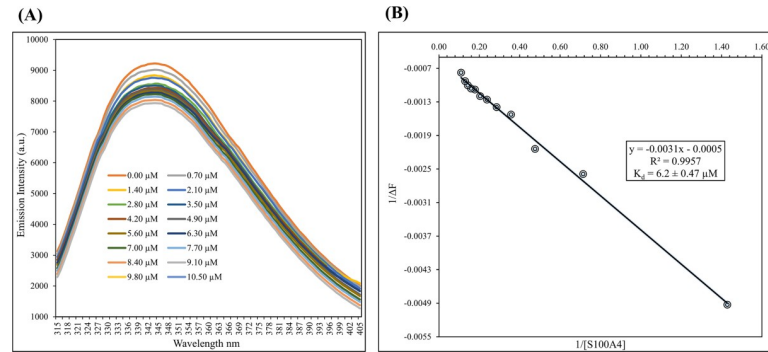 (A)
10000
9000
8000
7000
6000
5000
4000
3000
2000
1000
Emission Intensity (a.u.)
0.00 µM 0.70 µM
1.40 µM 2.10 µM
2.80 µM 3.50 µM
4.20 µM 4.90 µM
5.60 µM 6.30 µM
7.00 µM 7.70 µM
8.40 µM 9.10 µM
9.80 µM 10.50 µM
315 318 321 324 327 330 333 336 339 342 345 348 351 354 357 360 363 366 369 372 375 378 381 384 387 390 393 396 399 402 405
Wavelength nm
(B)
0.00 0.20 0.40 0.60 0.80 1.00 1.20 1.40 1.60
-0.0007
-0.0013
-0.0019
-0.0025
-0.0031
-0.0037
-0.0043
-0.0049
-0.0055
1/ΔF
y = -0.0031x - 0.0005
R² = 0.9957
Kd = 6.2 ± 0.47 µM
1/[S100A4]